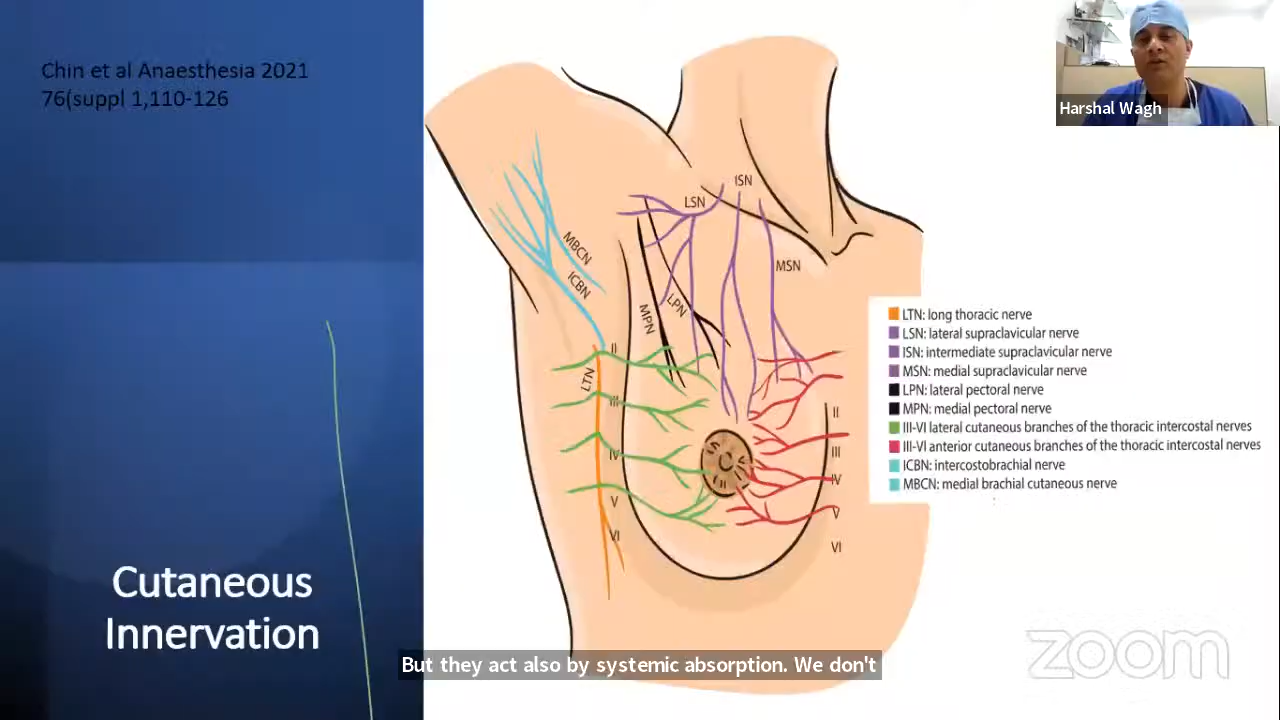 Chin et al Anaesthesia 2021
76(suppl 1,110-126
Harshal Wagh
ISN
LSN
MBCN
MSN
ICBN
LPN
MPN
II
LTN
III
IV
V
VI
II
III
IV
V
VI
LTN: long thoracic nerve
LSN: lateral supraclavicular nerve
ISN: intermediate supraclavicular nerve
MSN: medial supraclavicular nerve
LPN: lateral pectoral nerve
MPN: medial pectoral nerve
III-VI lateral cutaneous branches of the thoracic intercostal nerves
III-VI anterior cutaneous branches of the thoracic intercostal nerves
ICBN: intercostobrachial nerve
MBCN: medial brachial cutaneous nerve
Cutaneous
Innervation
But they act also by systemic absorption. We don't
zoom